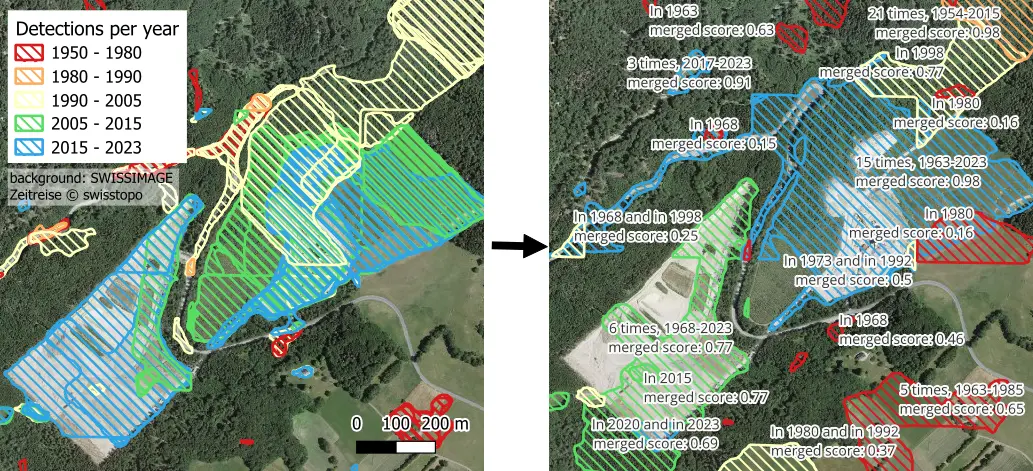 Detections per year
1950 - 1980
1980 - 1990
1990 - 2005
2005 - 2015
2015 - 2023
background: SWISSIMAGE
Zeitreise © swisstopo
0 100 200 m
In 1963
merged score: 0.63
21 times, 1954-2015
merged score: 0.98
3 times, 2017-2023
merged score: 0.91
In 1998
merged score: 0.77
In 1980
merged score: 0.16
In 1968
merged score: 0.15
15 times, 1963-2023
merged score: 0.98
In 1968 and in 1998
merged score: 0.25
In 1980
merged score: 0.16
In 1973 and in 1992
merged score: 0.5
6 times, 1968-2023
merged score: 0.77
In 1968
merged score: 0.46
In 2015
merged score: 0.77
5 times, 1963-1985
merged score: 0.65
In 2020 and in 2023
merged score: 0.69
In 1980 and in 1992
merged score: 0.37